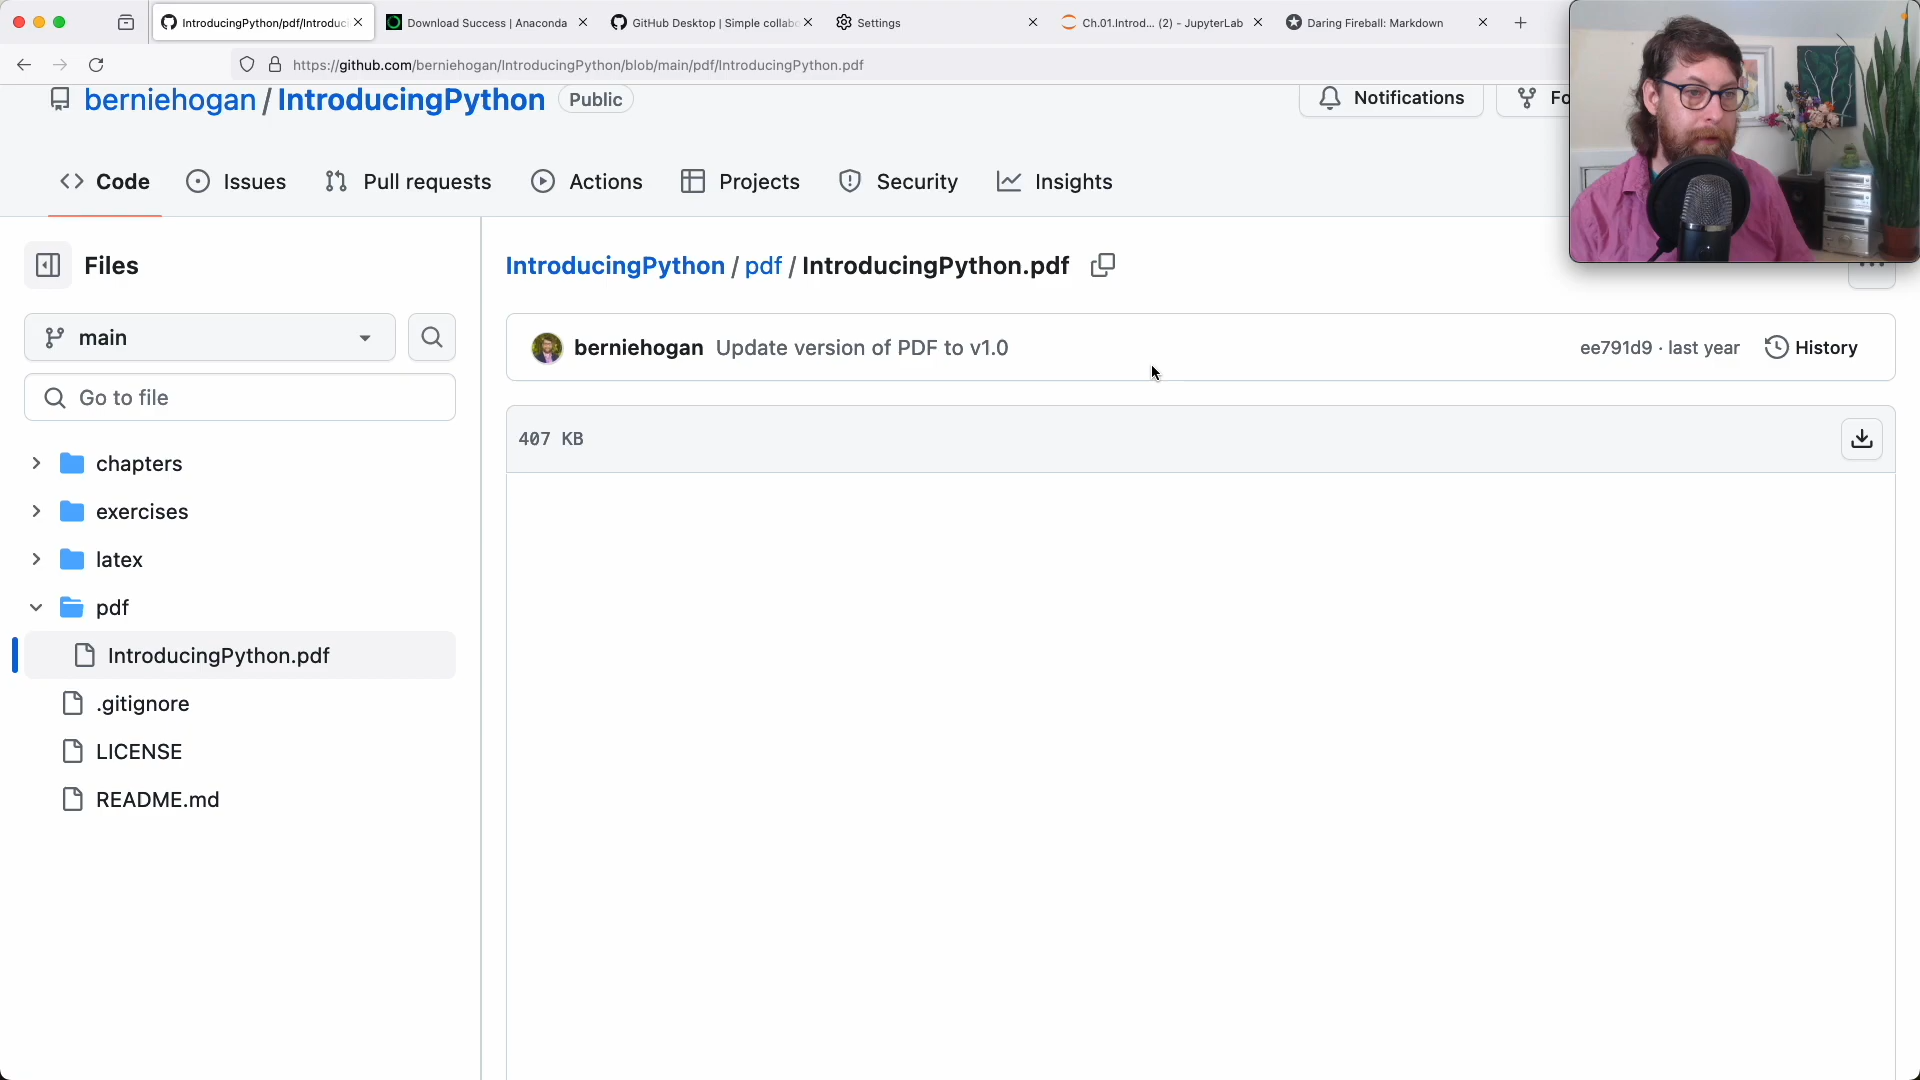 IntroducingPython/pdf/Introduc
Download Success | Anaconda
GitHub Desktop | Simple collab
Settings
Ch.01.Introd... (2) - JupyterLab
Daring Fireball: Markdown
https://github.com/berniehogan/IntroducingPython/blob/main/pdf/IntroducingPython.pdf
berniehogan / IntroducingPython
Public
Notifications
Fo
Code
Issues
Pull requests
Actions
Projects
Security
Insights
Files
IntroducingPython / pdf / IntroducingPython.pdf
main
berniehogan Update version of PDF to v1.0
ee791d9 · last year
History
Go to file
407 KB
chapters
exercises
latex
pdf
IntroducingPython.pdf
.gitignore
LICENSE
README.md